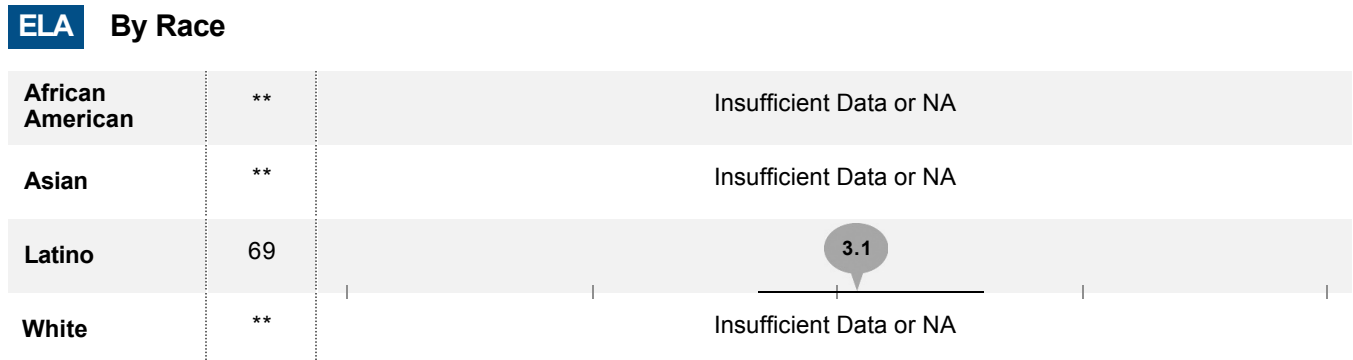 ELA By Race
African American ** Insufficient Data or NA
Asian ** Insufficient Data or NA
Latino 69 3.1
White ** Insufficient Data or NA